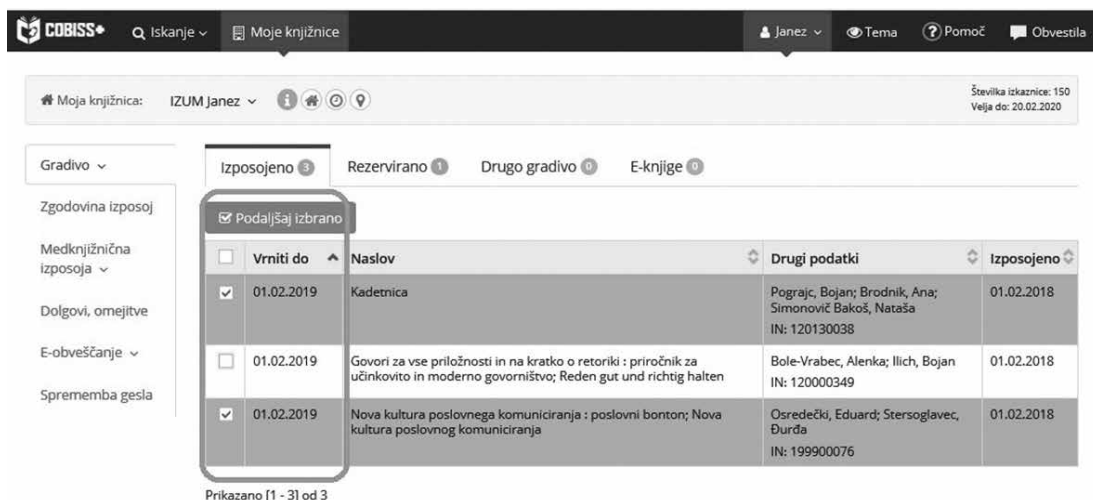 COBISS+ Iskanje Moje knjižnice Janez Tema ? Pomoč Obvestila
Moja knjižnica: IZUM Janez i
Številka izkaznice: 150
Velja do: 20.02.2020
Gradivo
Zgodovina izposoj
Medknjižnična
izposoja
Dolgovi, omejitve
E-obveščanje
Sprememba gesla
Izposojeno 3 Rezervirano 1 Drugo gradivo 0 E-knjige 0
Podaljšaj izbrano
Vrniti do Naslov Drugi podatki Izposojeno
01.02.2019 Kadetnica Pograjc, Bojan; Brodnik, Ana; 01.02.2018
Simonovič Bakoš, Nataša
IN: 120130038
01.02.2019 Govori za vse priložnosti in na kratko o retoriki : priročnik za Bole-Vrabec, Alenka; Ilich, Bojan 01.02.2018
učinkovito in moderno govorništvo; Reden gut und richtig halten
IN: 120000349
01.02.2019 Nova kultura poslovnega komuniciranja : poslovni bonton; Nova Osredečki, Eduard; Stersoglavec, 01.02.2018
kultura poslovnog komuniciranja Đurđa
IN: 199900076
Prikazano [1 - 3] od 3